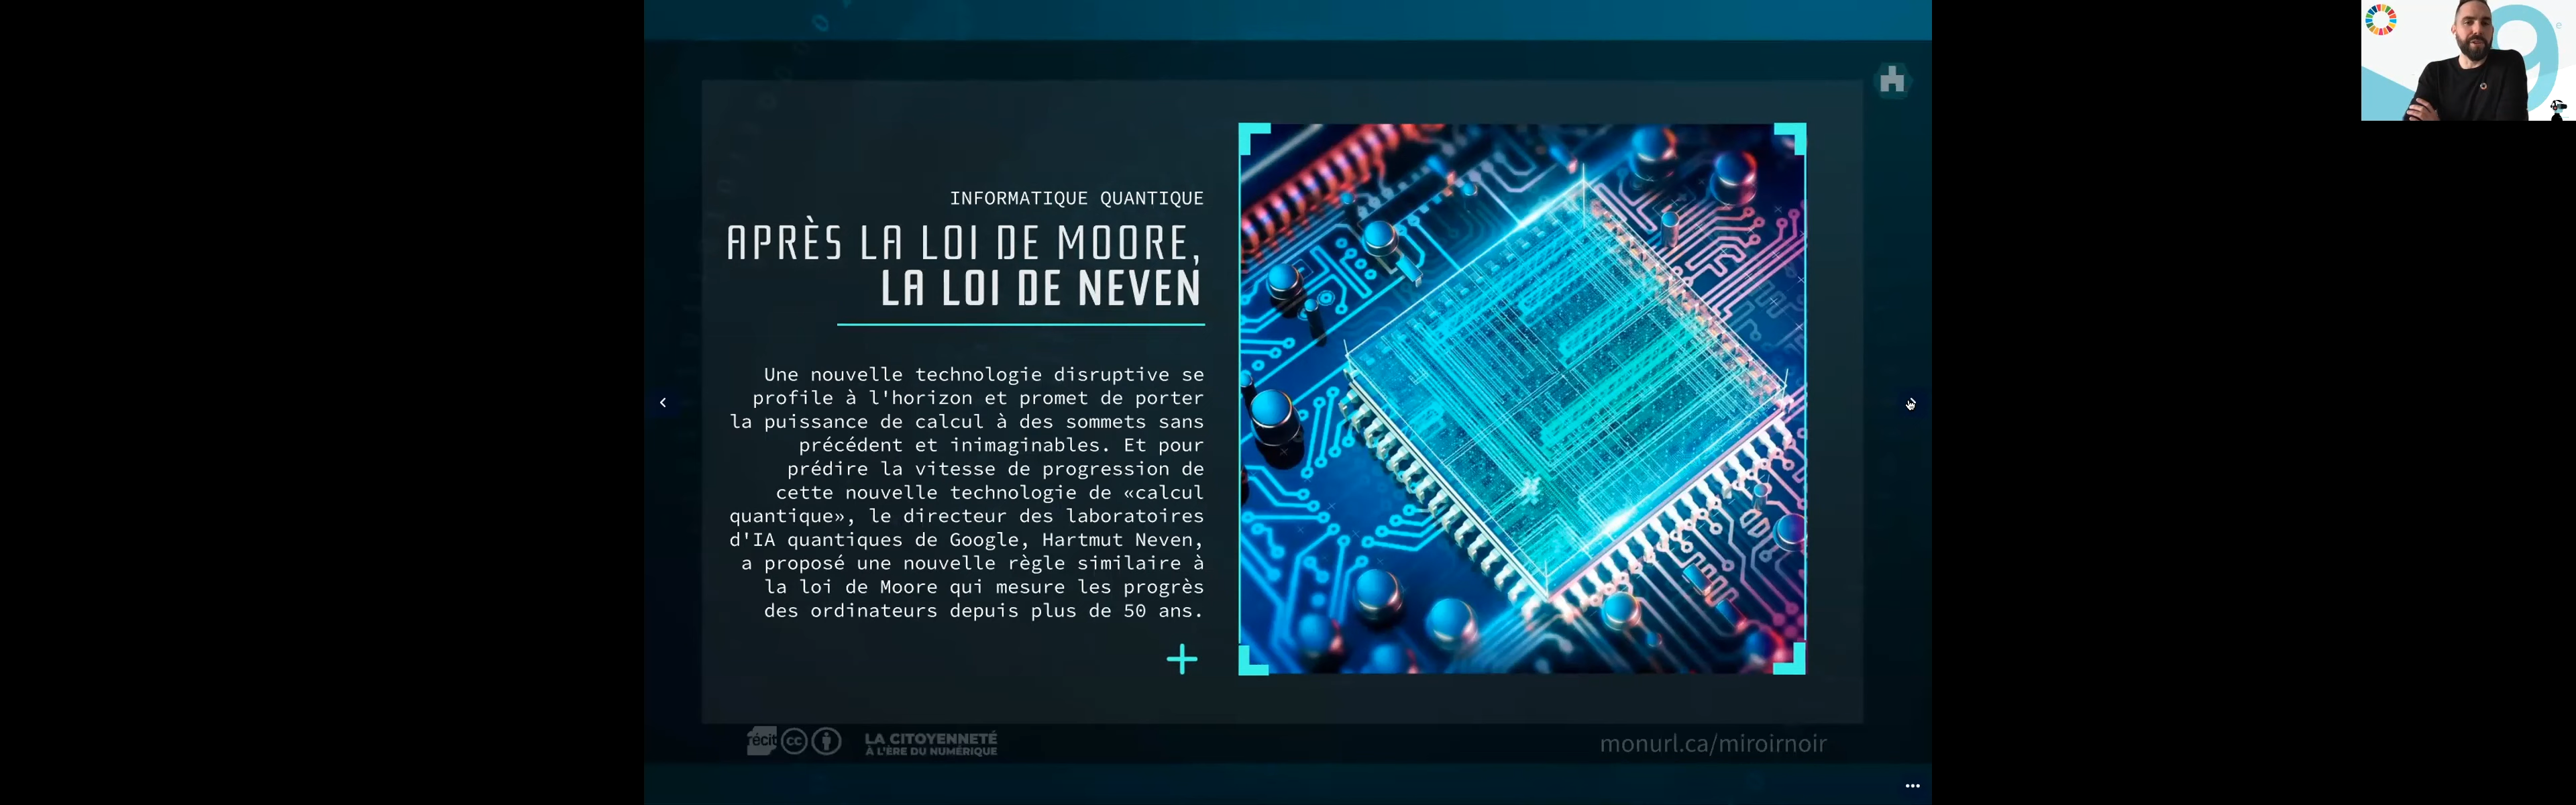 INFORMATIQUE QUANTIQUE
APRÈS LA LOI DE MOORE,
LA LOI DE NEVEN
Une nouvelle technologie disruptive se
profile à l'horizon et promet de porter
la puissance de calcul à des sommets sans
précédent et inimaginables. Et pour
prédire la vitesse de progression de
cette nouvelle technologie de «calcul
quantique», le directeur des laboratoires
d'IA quantiques de Google, Hartmut Neven,
a proposé une nouvelle règle similaire à
la loi de Moore qui mesure les progrès
des ordinateurs depuis plus de 50 ans.
récit cc
LA CITOYENNETÉ
À L'ÈRE DU NUMÉRIQUE
monurl.ca/miroirnoir
9
e